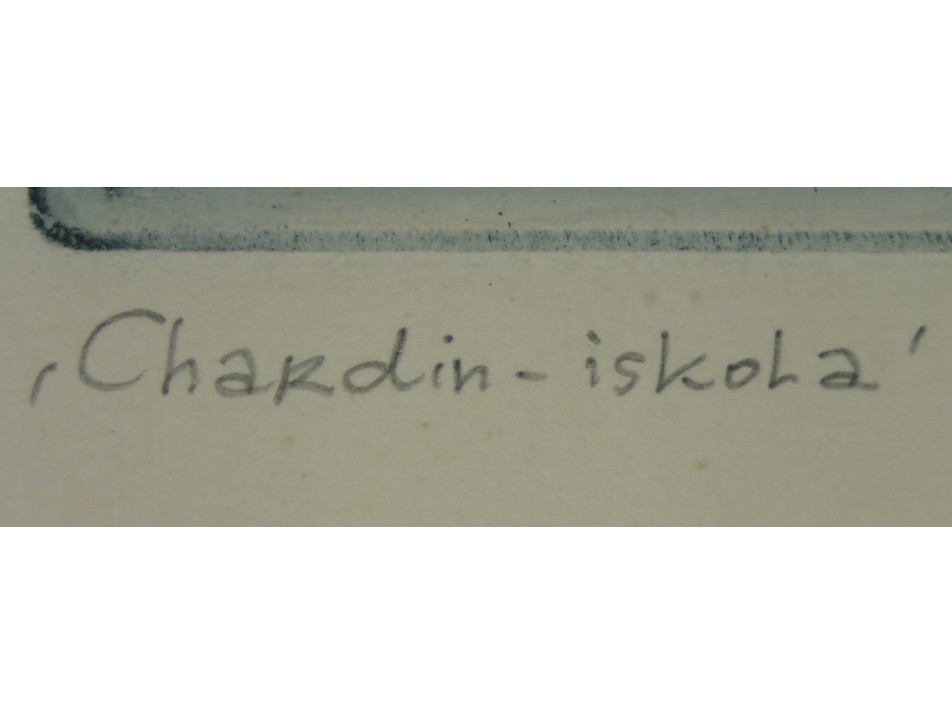 ‚Chardin - iskola’